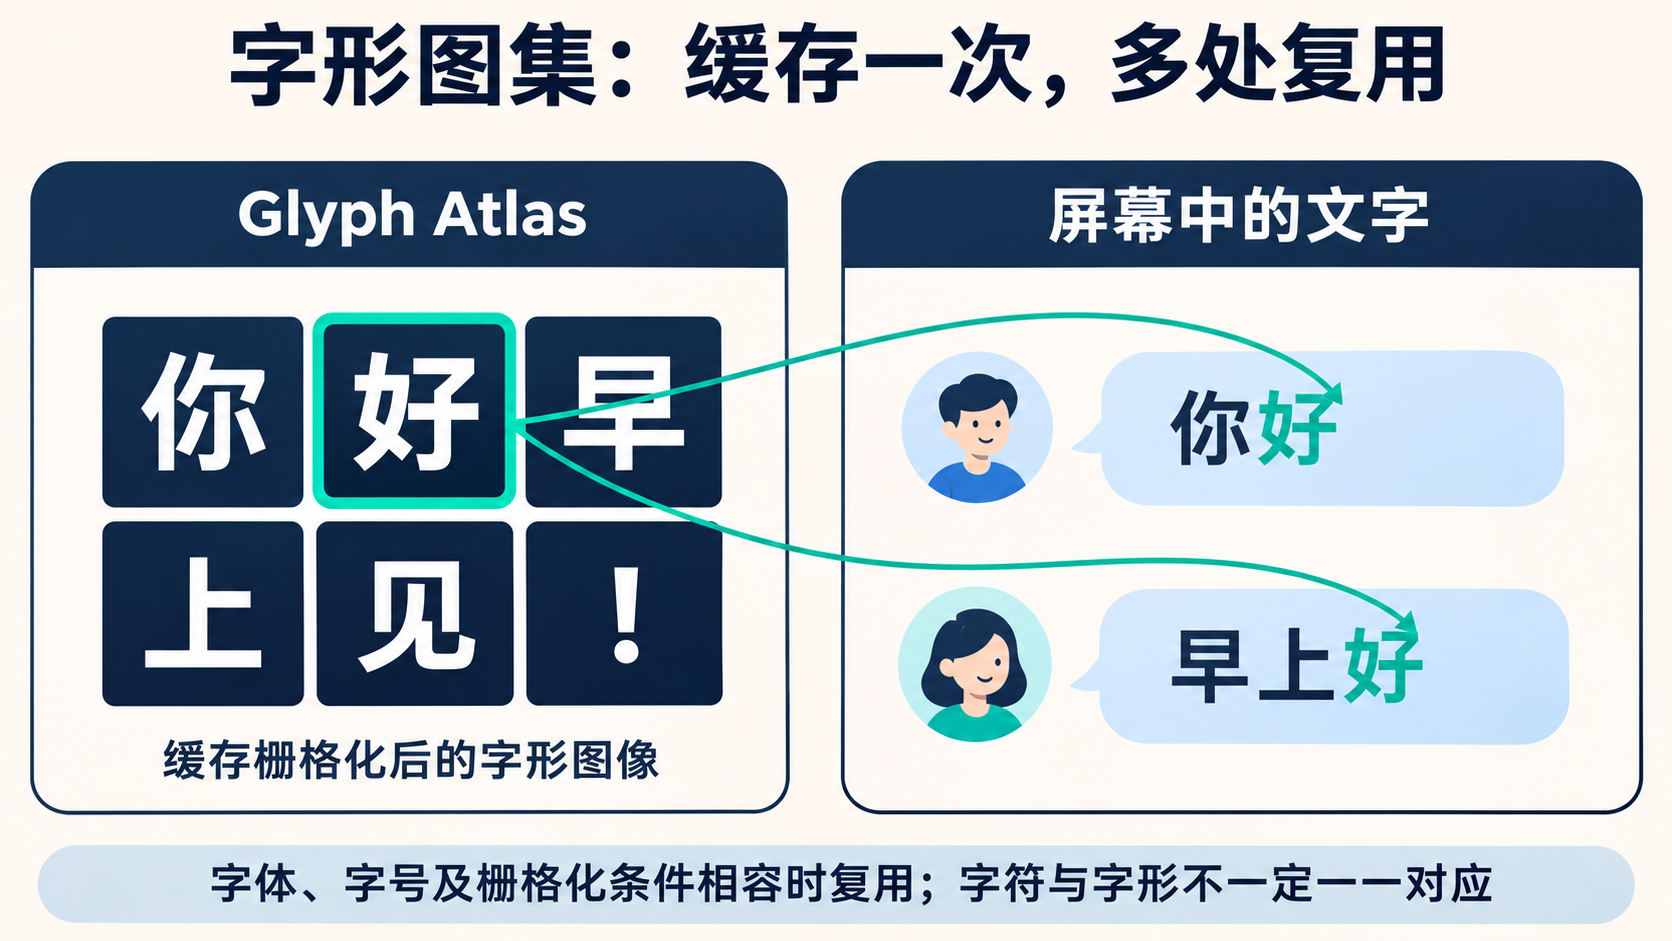 字形图集：缓存一次，多处复用
Glyph Atlas
你 好 早
上 见 ！
缓存栅格化后的字形图像
屏幕中的文字
你好
早上好
字体、字号及栅格化条件相容时复用；字符与字形不一定一一对应